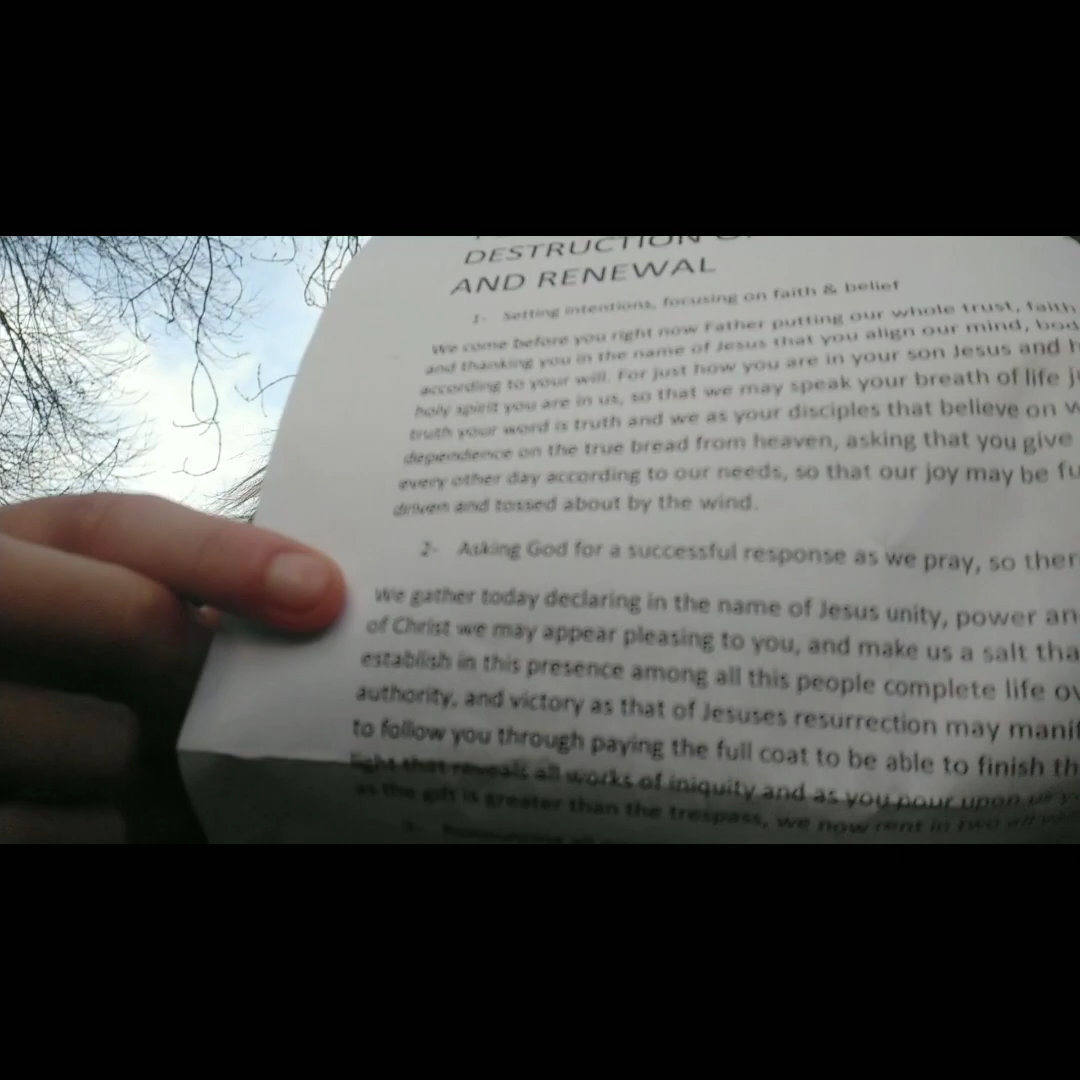 DESTRUCTION
AND RENEWAL
1- Setting intentions, focusing on faith & belief
We come before you right now Father putting our whole trust, faith
and thanking you in the name of Jesus that you align our mind, bod
according to your will. For just how you are in your son Jesus and h
holy spirit you are in us, so that we may speak your breath of life j
truth your word is truth and we as your disciples that believe on
dependence on the true bread from heaven, asking that you give
every other day according to our needs, so that our joy may be fu
driven and tossed about by the wind.
2- Asking God for a successful response as we pray, so ther
We gather today declaring in the name of Jesus unity, power an
of Christ we may appear pleasing to you, and make us a salt tha
establish in this presence among all this people complete life ov
authority, and victory as that of Jesuses resurrection may manif
to follow you through paying the full coat to be able to finish th
light that reveals all works of iniquity and as you pour upon us y
as the gift is greater than the trespass, we now rent in two all